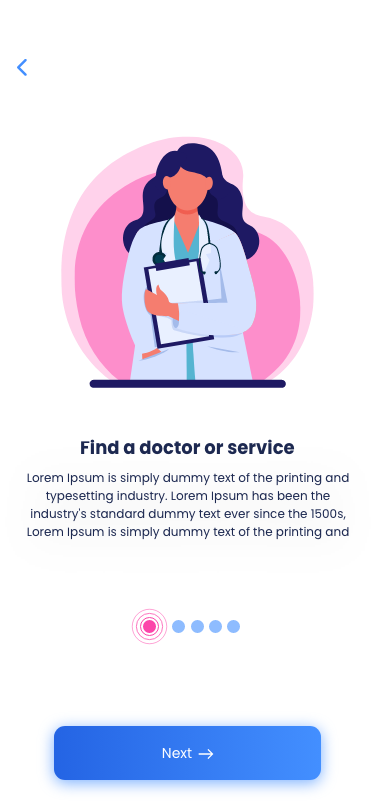 Find a doctor or service
Lorem Ipsum is simply dummy text of the printing and
typesetting industry. Lorem Ipsum has been the
industry's standard dummy text ever since the 1500s,
Lorem Ipsum is simply dummy text of the printing and
Next →